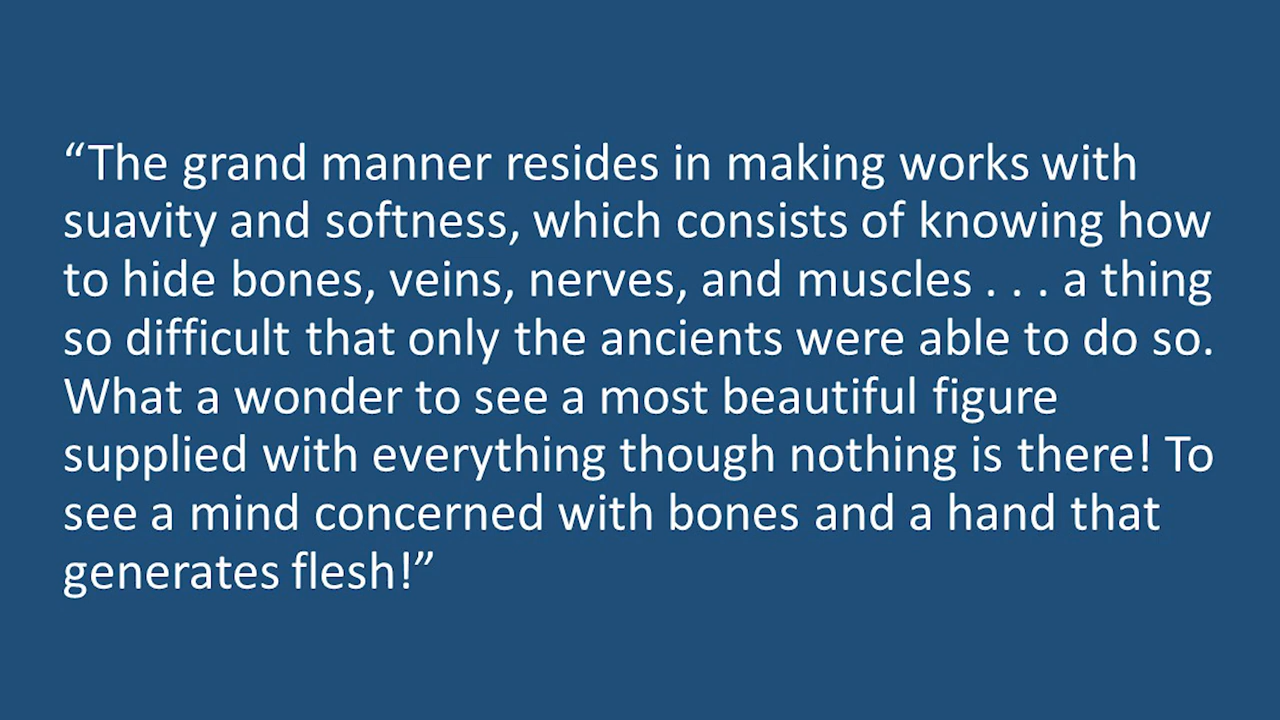 “The grand manner resides in making works with
suavity and softness, which consists of knowing how
to hide bones, veins, nerves, and muscles . . . a thing
so difficult that only the ancients were able to do so.
What a wonder to see a most beautiful figure
supplied with everything though nothing is there! To
see a mind concerned with bones and a hand that
generates flesh!”